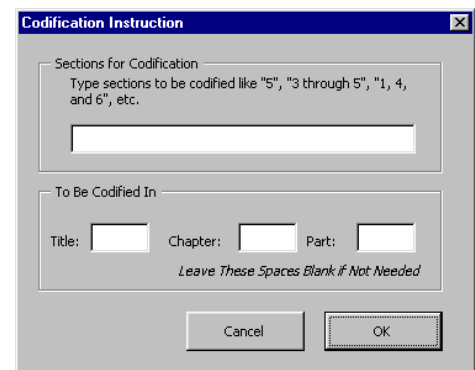 Codification Instruction
Sections for Codification
Type sections to be codified like "5", "3 through 5", "1, 4,
and 6", etc.
To Be Codified In
Title: Chapter: Part:
Leave These Spaces Blank if Not Needed
Cancel OK